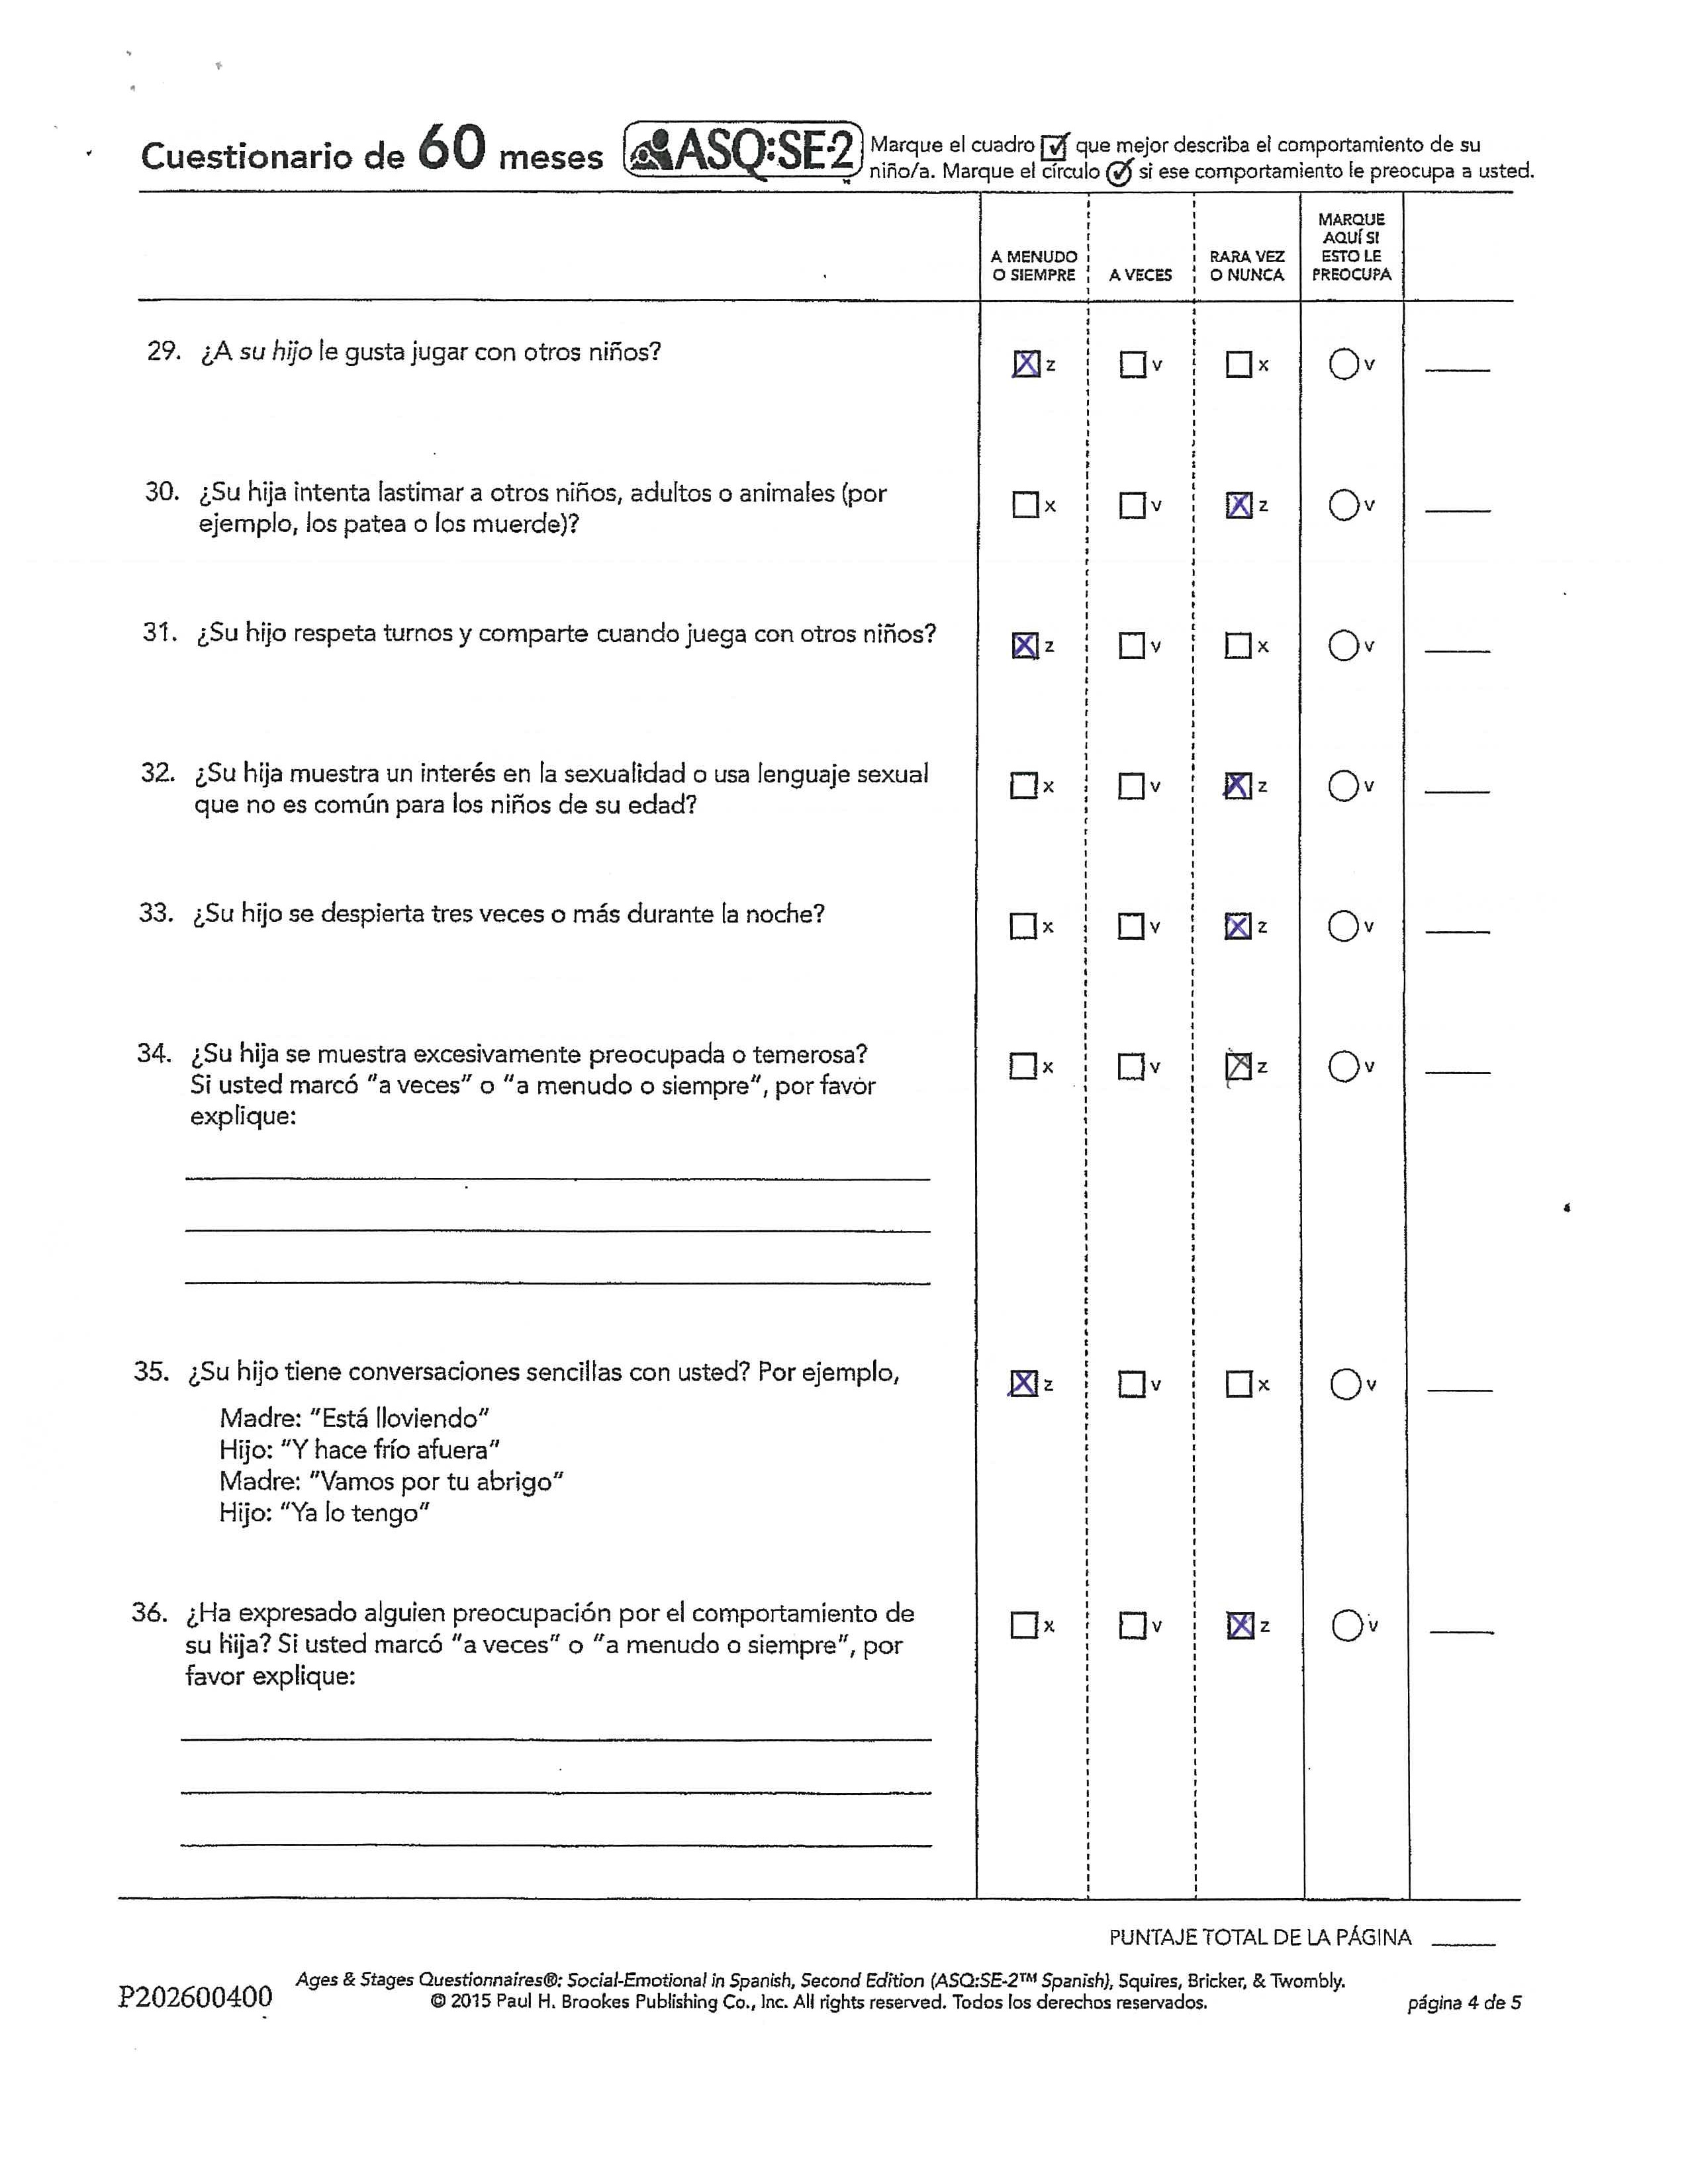 Cuestionario de 60 meses ASQ:SE-2 Marque el cuadro que mejor describa el comportamiento de su
niño/a. Marque el círculo si ese comportamiento le preocupa a usted.
A MENUDO O SIEMPRE A VECES RARA VEZ O NUNCA MARQUE AQUÍ SI ESTO LE PREOCUPA
29. ¿A su hijo le gusta jugar con otros niños? X z v x v
30. ¿Su hija intenta lastimar a otros niños, adultos o animales (por x v X z v
ejemplo, los patea o los muerde)?
31. ¿Su hijo respeta turnos y comparte cuando juega con otros niños? X z v x v
32. ¿Su hija muestra un interés en la sexualidad o usa lenguaje sexual x v X z v
que no es común para los niños de su edad?
33. ¿Su hijo se despierta tres veces o más durante la noche? x v X z v
34. ¿Su hija se muestra excesivamente preocupada o temerosa? x v X z v
Si usted marcó "a veces" o "a menudo o siempre", por favor
explique:
35. ¿Su hijo tiene conversaciones sencillas con usted? Por ejemplo, X z v x v
Madre: "Está lloviendo"
Hijo: "Y hace frío afuera"
Madre: "Vamos por tu abrigo"
Hijo: "Ya lo tengo"
36. ¿Ha expresado alguien preocupación por el comportamiento de x v X z v
su hija? Si usted marcó "a veces" o "a menudo o siempre", por
favor explique:
PUNTAJE TOTAL DE LA PÁGINA
Ages & Stages Questionnaires®: Social-Emotional in Spanish, Second Edition (ASQ:SE-2™ Spanish), Squires, Bricker, & Twombly.
P202600400 © 2015 Paul H. Brookes Publishing Co., Inc. All rights reserved. Todos los derechos reservados. página 4 de 5